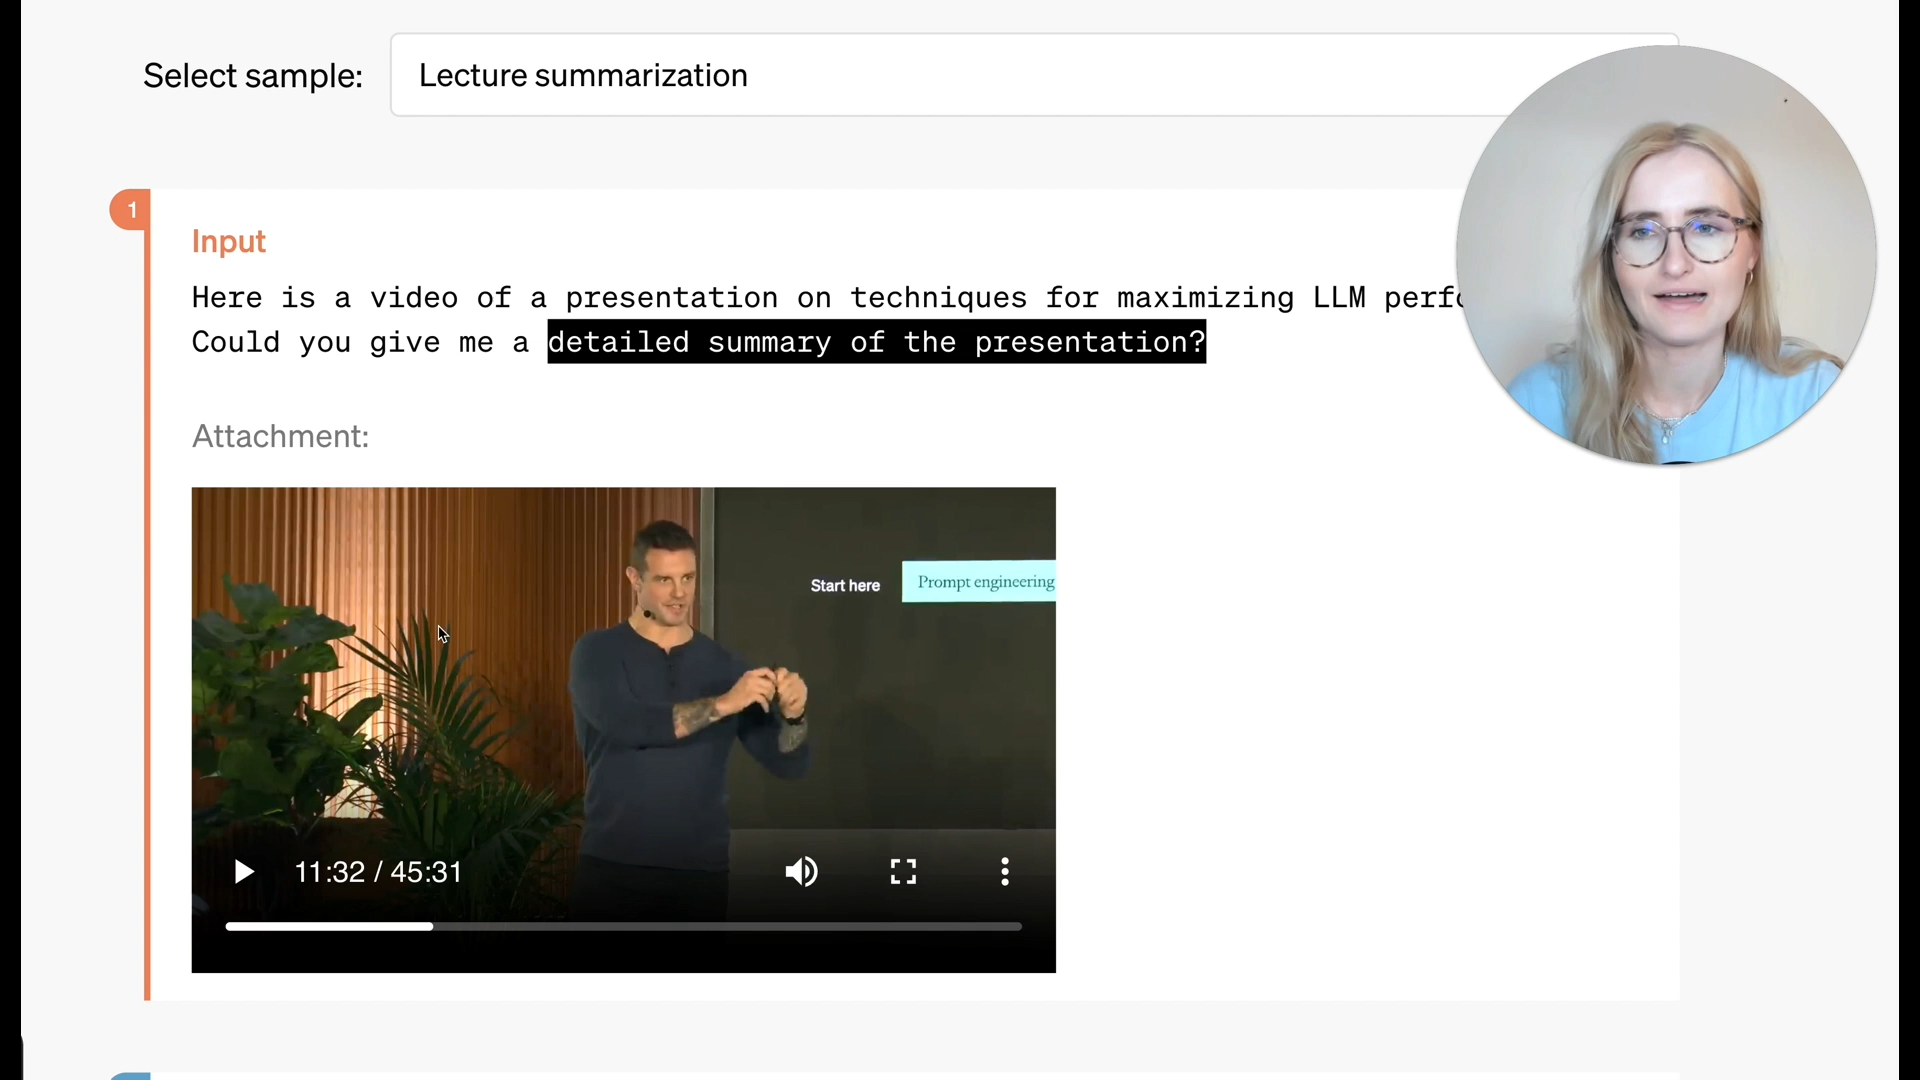 Select sample:
Lecture summarization
1
Input
Here is a video of a presentation on techniques for maximizing LLM
Could you give me a detailed summary of the presentation?
Attachment:
Start here
Prompt engineering
11:32 / 45:31